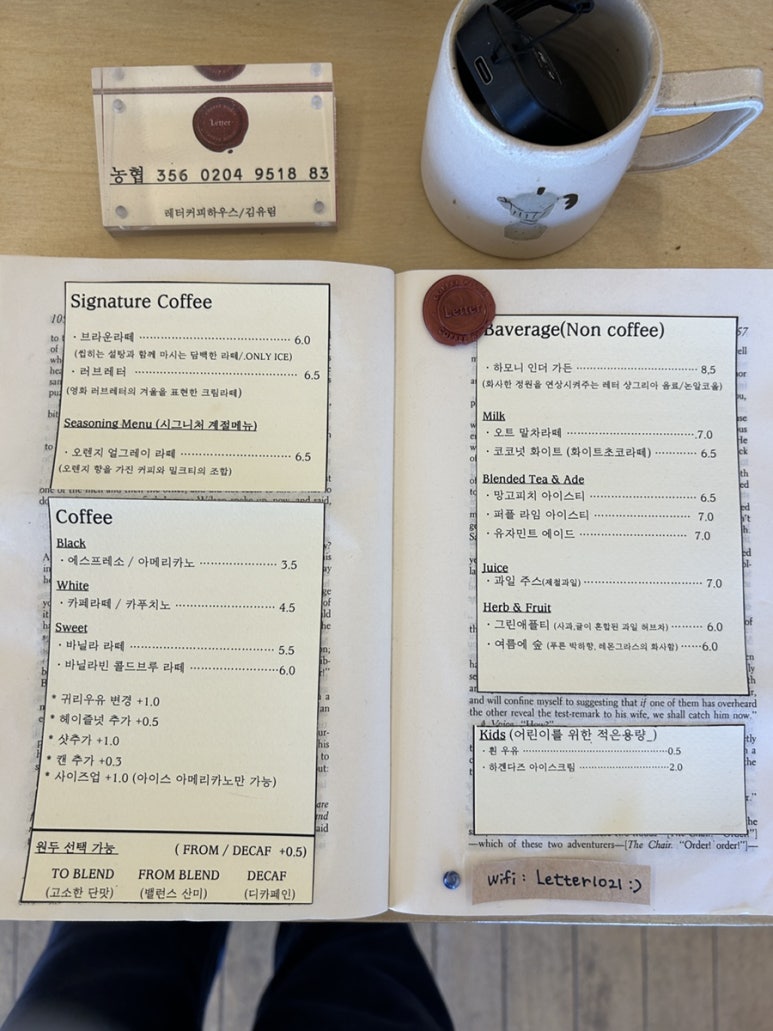 Letter
농협 356 0204 9518 83
레터커피하우스/김유림
Signature Coffee
· 브라운라떼 6.0
(씹히는 설탕과 함께 마시는 담백한 라떼/.ONLY ICE)
· 러브레터 6.5
(영화 러브레터의 겨울을 표현한 크림라떼)
Seasoning Menu (시그니처 계절메뉴)
· 오렌지 얼그레이 라떼 6.5
(오렌지 향을 가진 커피와 밀크티의 조합)
Coffee
Black
· 에스프레소 / 아메리카노 3.5
White
· 카페라떼 / 카푸치노 4.5
Sweet
· 바닐라 라떼 5.5
· 바닐라빈 콜드브루 라떼 6.0
* 귀리우유 변경 +1.0
* 헤이즐넛 추가 +0.5
* 샷추가 +1.0
* 캔 추가 +0.3
* 사이즈업 +1.0 (아이스 아메리카노만 가능)
원두 선택 가능 ( FROM / DECAF +0.5)
TO BLEND FROM BLEND DECAF
(고소한 단맛) (밸런스 산미) (디카페인)
Letter
Baverage(Non coffee)
· 하모니 인더 가든 8.5
(화사한 정원을 연상시켜주는 레터 상그리아 음료/논알코올)
Milk
· 오트 말차라떼 7.0
· 코코넛 화이트 (화이트초코라떼) 6.5
Blended Tea & Ade
· 망고피치 아이스티 6.5
· 퍼플 라임 아이스티 7.0
· 유자민트 에이드 7.0
Juice
· 과일 주스(제철과일) 7.0
Herb & Fruit
· 그린애플티 (사과,귤이 혼합된 과일 허브차) 6.0
· 여름에 숲 (푸른 박하향, 레몬그라스의 화사함) 6.0
and will confine myself to suggesting that if one of them has overheard
the other reveal the test-remark to his wife, we shall catch him now."
Kids (어린이를 위한 적은용량_)
· 흰 우유 0.5
· 하겐다즈 아이스크림 2.0
—which of these two adventurers—[The Chair. "Order! order!"]—
wifi : Letter1021 :)